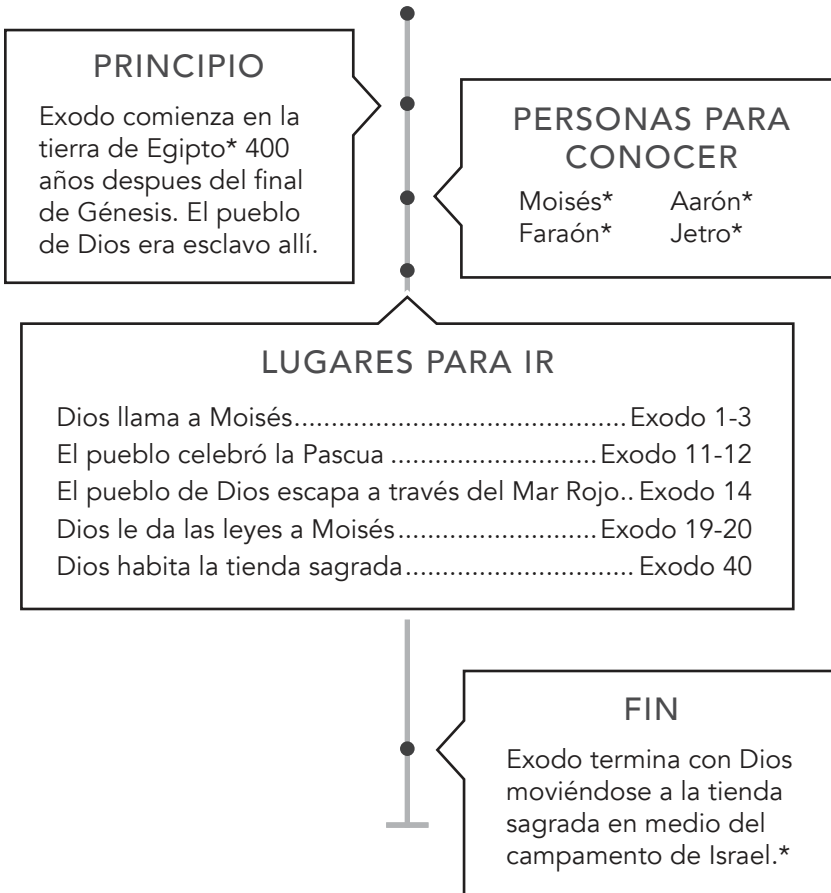 PRINCIPIO
Exodo comienza en la
tierra de Egipto* 400
años despues del final
de Génesis. El pueblo
de Dios era esclavo allí.
PERSONAS PARA
CONOCER
Moisés* Aarón*
Faraón* Jetro*
LUGARES PARA IR
Dios llama a Moisés............................................. Exodo 1-3
El pueblo celebró la Pascua ............................ Exodo 11-12
El pueblo de Dios escapa a través del Mar Rojo.. Exodo 14
Dios le da las leyes a Moisés........................... Exodo 19-20
Dios habita la tienda sagrada............................... Exodo 40
FIN
Exodo termina con Dios
moviéndose a la tienda
sagrada en medio del
campamento de Israel.*